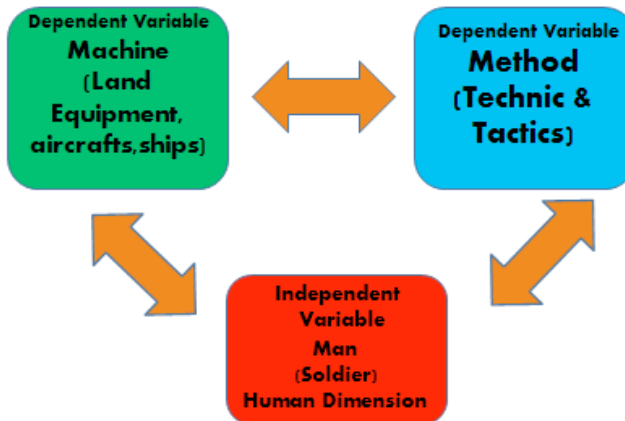 Dependent Variable
Machine
(Land
Equipment,
aircrafts,ships)
Dependent Variable
Method
(Technic &
Tactics)
Independent
Variable
Man
(Soldier)
Human Dimension